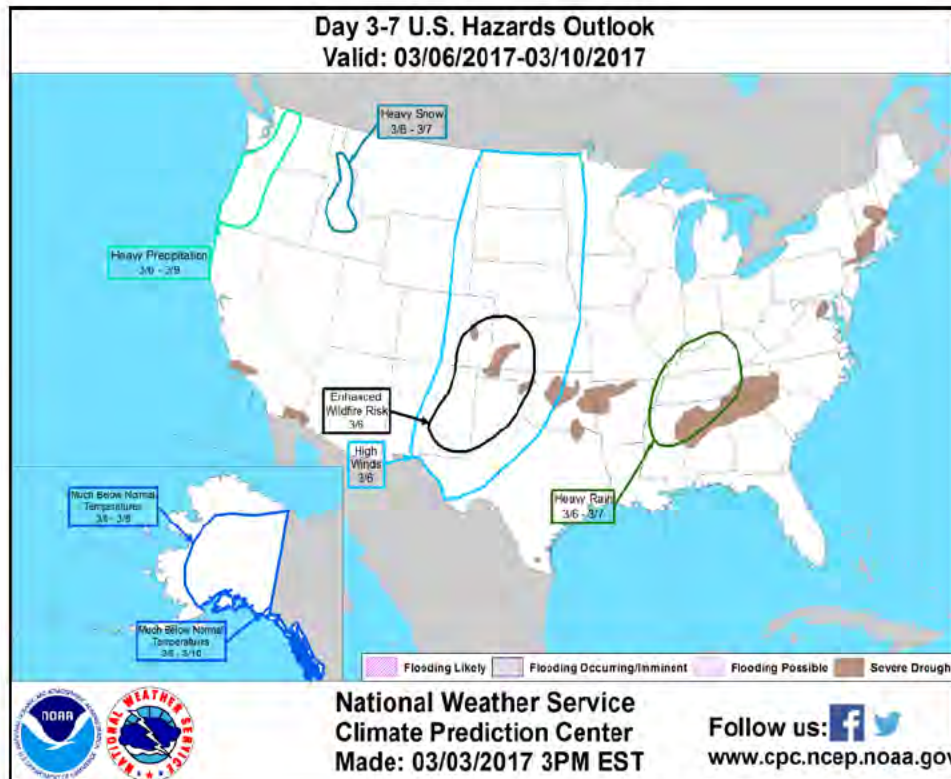 Day 3-7 U.S. Hazards Outlook
Valid: 03/06/2017-03/10/2017
Heavy Snow
3/6 - 3/7
Heavy Precipitation
Enhanced
Wildfire Risk
3/6
High
Winds
3/6
Heavy Rain
3/6 - 3/7
Much Below Normal
Temperatures
Much Below Normal
Temperatures
3/6 - 3/10
Flooding Likely
Flooding Occurring/Imminent
Flooding Possible
Severe Drough
NOAA
NATIONAL WEATHER SERVICE
National Weather Service
Climate Prediction Center
Made: 03/03/2017 3PM EST
Follow us:
www.cpc.ncep.noaa.gov